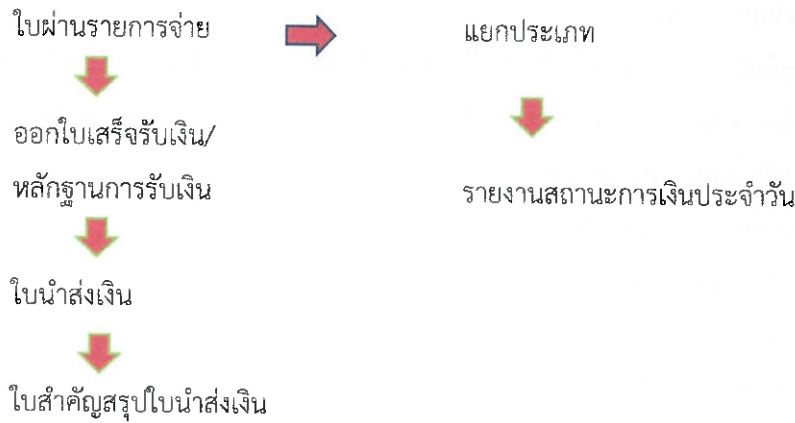 ใบผ่านรายการจ่าย
แยกประเภท
ออกใบเสร็จรับเงิน/
หลักฐานการรับเงิน
รายงานสถานะการเงินประจำวัน
ใบนำส่งเงิน
ใบสำคัญสรุปใบนำส่งเงิน